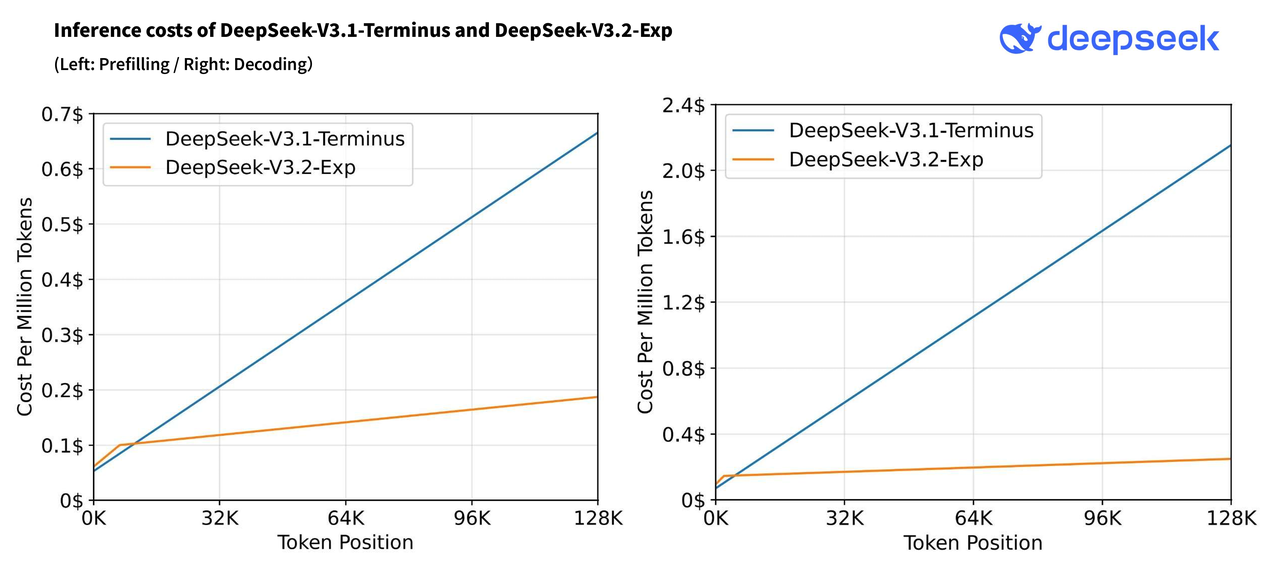 Inference costs of DeepSeek-V3.1-Terminus and DeepSeek-V3.2-Exp
(Left: Prefilling / Right: Decoding)
deepseek
0.7$
0.6$
0.5$
0.4$
0.3$
0.2$
0.1$
0$
Cost Per Million Tokens
DeepSeek-V3.1-Terminus
DeepSeek-V3.2-Exp
0K 32K 64K 96K 128K
Token Position
2.4$
2.0$
1.6$
1.2$
0.8$
0.4$
0$
Cost Per Million Tokens
DeepSeek-V3.1-Terminus
DeepSeek-V3.2-Exp
0K 32K 64K 96K 128K
Token Position